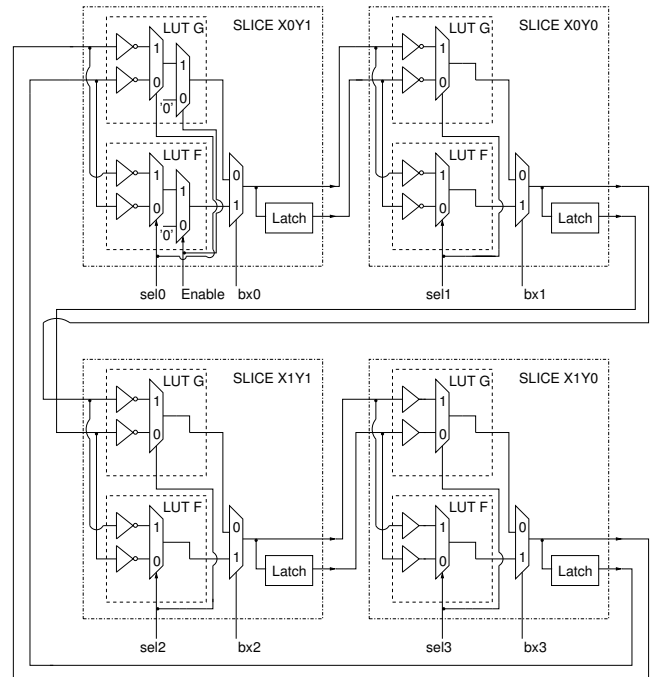 LUT G SLICE X0Y1
1
1
0
'0' 0
LUT F
1
1
0
0
'0' 0
1
Latch
sel0 Enable bx0
LUT G SLICE X0Y0
1
0
LUT F
1
0
0
1
Latch
sel1 bx1
LUT G SLICE X1Y1
1
0
LUT F
1
0
0
1
Latch
sel2 bx2
LUT G SLICE X1Y0
1
0
LUT F
1
0
0
1
Latch
sel3 bx3